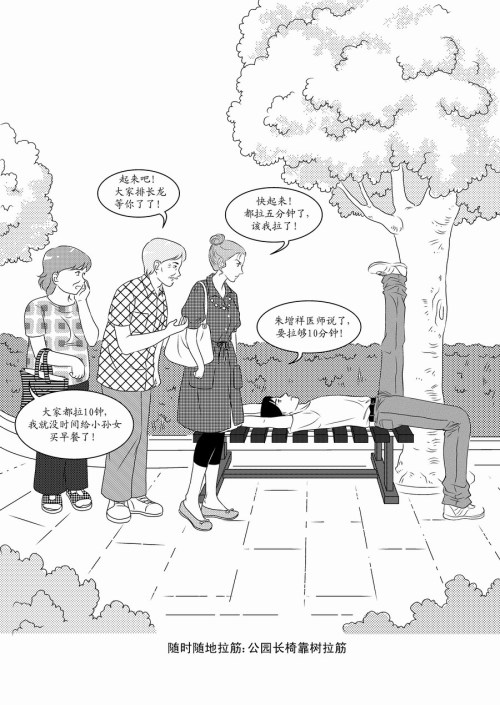 起来吧!
大家排长龙
等你了了!
快起来!
都拉五分钟了,
該我拉了!
朱增祥医师说了,
要拉够10分钟!
大家都拉10钟,
我就没时间给小孙女
买早餐了!
随时随地拉筋:公园长椅靠树拉筋